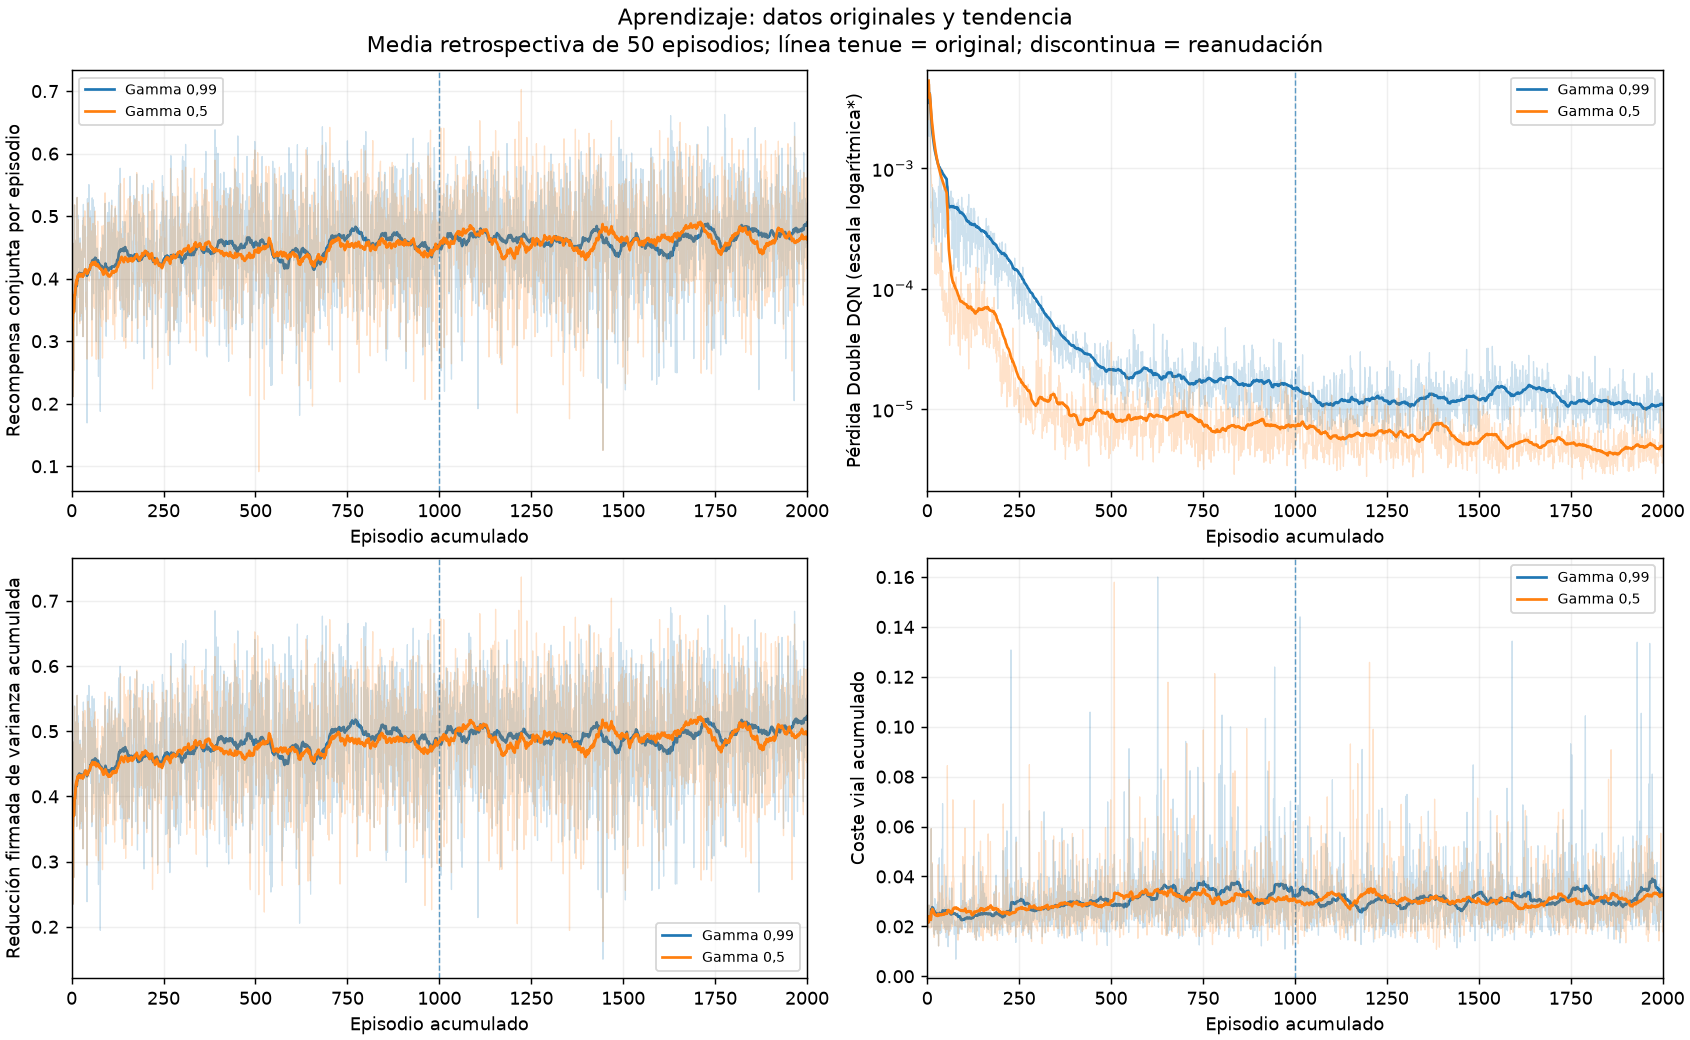 Aprendizaje: datos originales y tendencia
Media retrospectiva de 50 episodios; línea tenue = original; discontinua = reanudación
Recompensa conjunta por episodio
0.7
0.6
0.5
0.4
0.3
0.2
0.1
Gamma 0,99
Gamma 0,5
0 250 500 750 1000 1250 1500 1750 2000
Episodio acumulado
Pérdida Double DQN (escala logarítmica*)
10⁻³
10⁻⁴
10⁻⁵
Gamma 0,99
Gamma 0,5
0 250 500 750 1000 1250 1500 1750 2000
Episodio acumulado
Reducción firmada de varianza acumulada
0.7
0.6
0.5
0.4
0.3
0.2
Gamma 0,99
Gamma 0,5
0 250 500 750 1000 1250 1500 1750 2000
Episodio acumulado
Coste vial acumulado
0.16
0.14
0.12
0.10
0.08
0.06
0.04
0.02
0.00
Gamma 0,99
Gamma 0,5
0 250 500 750 1000 1250 1500 1750 2000
Episodio acumulado